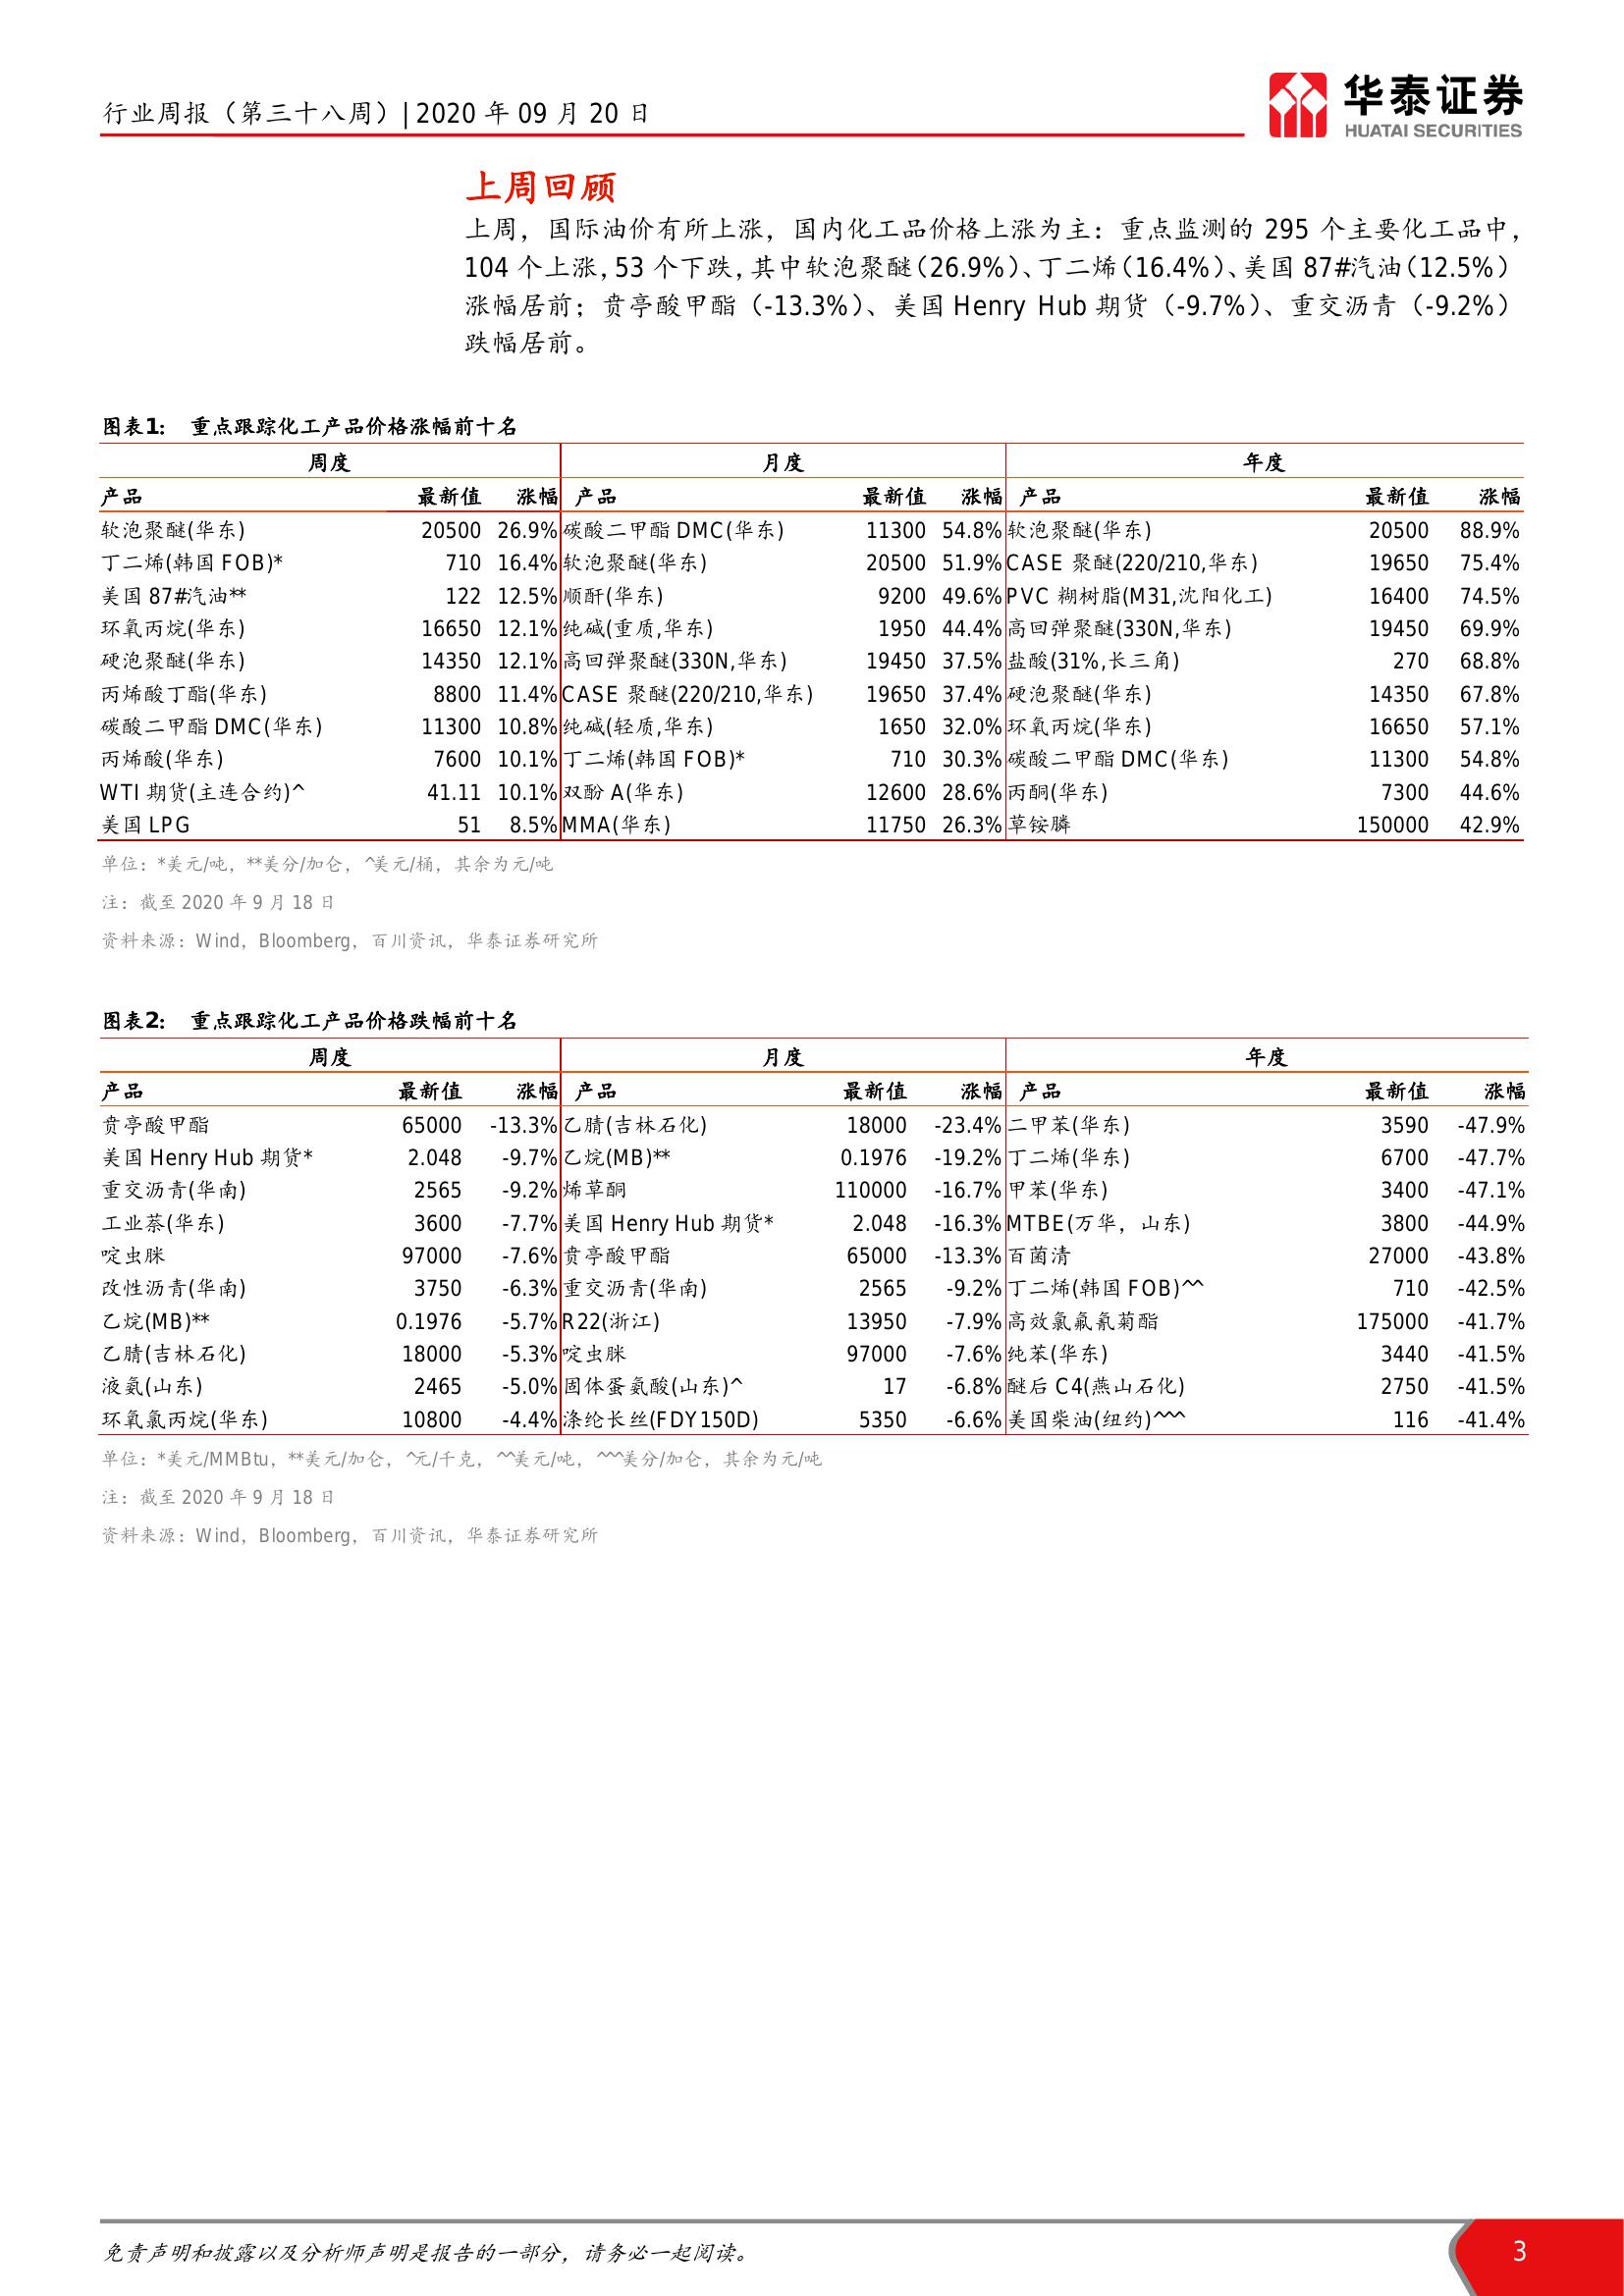 行业周报（第三十八周）| 2020 年 09 月 20 日
华泰证券
HUATAI SECURITIES
上周回顾
上周，国际油价有所上涨，国内化工品价格上涨为主：重点监测的 295 个主要化工品中，
104 个上涨，53 个下跌，其中软泡聚醚（26.9%）、丁二烯（16.4%）、美国 87#汽油（12.5%）
涨幅居前；贲亭酸甲酯（-13.3%）、美国 Henry Hub 期货（-9.7%）、重交沥青（-9.2%）
跌幅居前。
图表1： 重点跟踪化工产品价格涨幅前十名
周度 月度 年度
产品 最新值 涨幅 产品 最新值 涨幅 产品 最新值 涨幅
软泡聚醚(华东) 20500 26.9% 碳酸二甲酯 DMC(华东) 11300 54.8% 软泡聚醚(华东) 20500 88.9%
丁二烯(韩国 FOB)* 710 16.4% 软泡聚醚(华东) 20500 51.9% CASE 聚醚(220/210,华东) 19650 75.4%
美国 87#汽油** 122 12.5% 顺酐(华东) 9200 49.6% PVC 糊树脂(M31,沈阳化工) 16400 74.5%
环氧丙烷(华东) 16650 12.1% 纯碱(重质,华东) 1950 44.4% 高回弹聚醚(330N,华东) 19450 69.9%
硬泡聚醚(华东) 14350 12.1% 高回弹聚醚(330N,华东) 19450 37.5% 盐酸(31%,长三角) 270 68.8%
丙烯酸丁酯(华东) 8800 11.4% CASE 聚醚(220/210,华东) 19650 37.4% 硬泡聚醚(华东) 14350 67.8%
碳酸二甲酯 DMC(华东) 11300 10.8% 纯碱(轻质,华东) 1650 32.0% 环氧丙烷(华东) 16650 57.1%
丙烯酸(华东) 7600 10.1% 丁二烯(韩国 FOB)* 710 30.3% 碳酸二甲酯 DMC(华东) 11300 54.8%
WTI 期货(主连合约)^ 41.11 10.1% 双酚 A(华东) 12600 28.6% 丙酮(华东) 7300 44.6%
美国 LPG 51 8.5% MMA(华东) 11750 26.3% 草铵膦 150000 42.9%
单位：*美元/吨，**美分/加仑，^美元/桶，其余为元/吨
注：截至 2020 年 9 月 18 日
资料来源：Wind，Bloomberg，百川资讯，华泰证券研究所
图表2： 重点跟踪化工产品价格跌幅前十名
周度 月度 年度
产品 最新值 涨幅 产品 最新值 涨幅 产品 最新值 涨幅
贲亭酸甲酯 65000 -13.3% 乙腈(吉林石化) 18000 -23.4% 二甲苯(华东) 3590 -47.9%
美国 Henry Hub 期货* 2.048 -9.7% 乙烷(MB)** 0.1976 -19.2% 丁二烯(华东) 6700 -47.7%
重交沥青(华南) 2565 -9.2% 烯草酮 110000 -16.7% 甲苯(华东) 3400 -47.1%
工业萘(华东) 3600 -7.7% 美国 Henry Hub 期货* 2.048 -16.3% MTBE(万华，山东) 3800 -44.9%
啶虫脒 97000 -7.6% 贲亭酸甲酯 65000 -13.3% 百菌清 27000 -43.8%
改性沥青(华南) 3750 -6.3% 重交沥青(华南) 2565 -9.2% 丁二烯(韩国 FOB)^^ 710 -42.5%
乙烷(MB)** 0.1976 -5.7% R22(浙江) 13950 -7.9% 高效氯氟氰菊酯 175000 -41.7%
乙腈(吉林石化) 18000 -5.3% 啶虫脒 97000 -7.6% 纯苯(华东) 3440 -41.5%
液氨(山东) 2465 -5.0% 固体蛋氨酸(山东)^ 17 -6.8% 醚后 C4(燕山石化) 2750 -41.5%
环氧氯丙烷(华东) 10800 -4.4% 涤纶长丝(FDY150D) 5350 -6.6% 美国柴油(纽约)^^^ 116 -41.4%
单位：*美元/MMBtu，**美元/加仑，^元/千克，^^美元/吨，^^^美分/加仑，其余为元/吨
注：截至 2020 年 9 月 18 日
资料来源：Wind，Bloomberg，百川资讯，华泰证券研究所
免责声明和披露以及分析师声明是报告的一部分，请务必一起阅读。
3